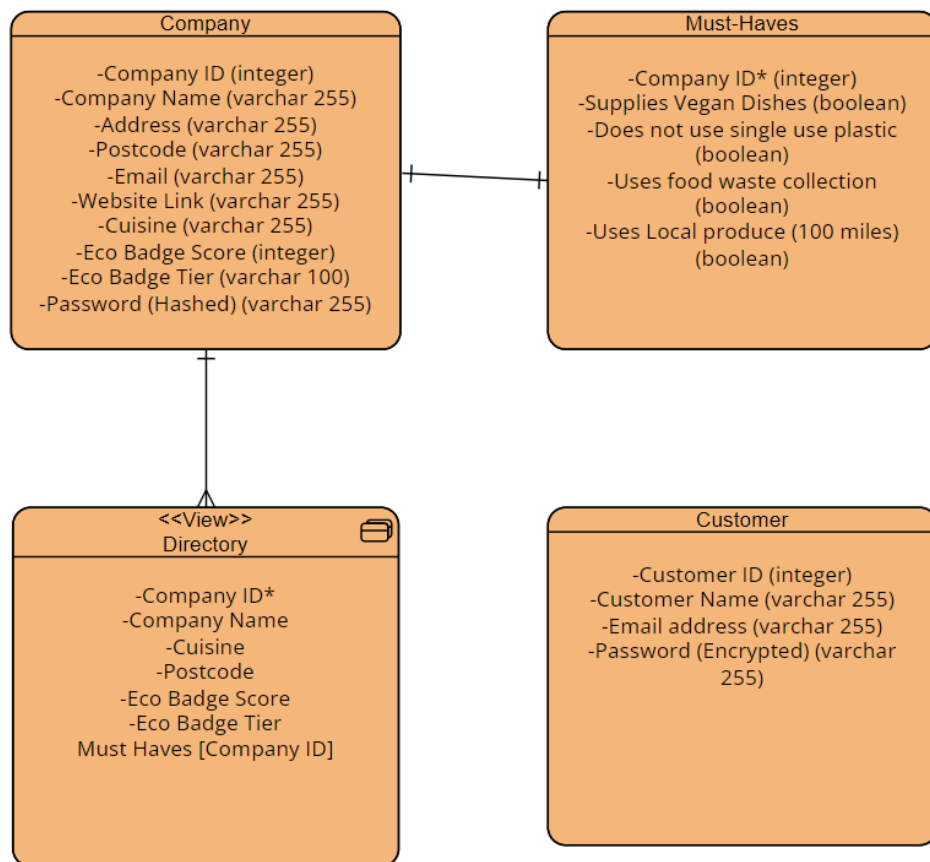 Company
-Company ID (integer)
-Company Name (varchar 255)
-Address (varchar 255)
-Postcode (varchar 255)
-Email (varchar 255)
-Website Link (varchar 255)
-Cuisine (varchar 255)
-Eco Badge Score (integer)
-Eco Badge Tier (varchar 100)
-Password (Hashed) (varchar 255)
Must-Haves
-Company ID* (integer)
-Supplies Vegan Dishes (boolean)
-Does not use single use plastic
(boolean)
-Uses food waste collection
(boolean)
-Uses Local produce (100 miles)
(boolean)
<<View>>
Directory
-Company ID*
-Company Name
-Cuisine
-Postcode
-Eco Badge Score
-Eco Badge Tier
Must Haves [Company ID]
Customer
-Customer ID (integer)
-Customer Name (varchar 255)
-Email address (varchar 255)
-Password (Encrypted) (varchar
255)